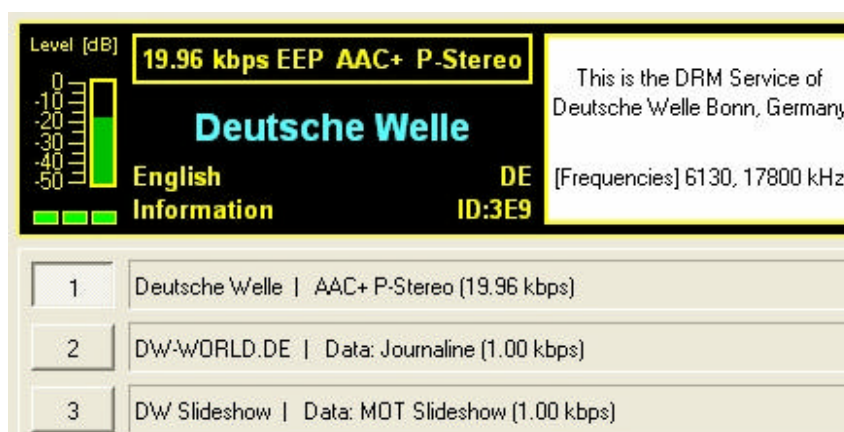 Level [dB]
0
-10
-20
-30
-40
-50
19.96 kbps EEP AAC+ P-Stereo
Deutsche Welle
English DE
Information ID:3E9
This is the DRM Service of
Deutsche Welle Bonn, Germany
[Frequencies] 6130, 17800 kHz
1 Deutsche Welle | AAC+ P-Stereo (19.96 kbps)
2 DW-WORLD.DE | Data: Journaline (1.00 kbps)
3 DW Slideshow | Data: MOT Slideshow (1.00 kbps)